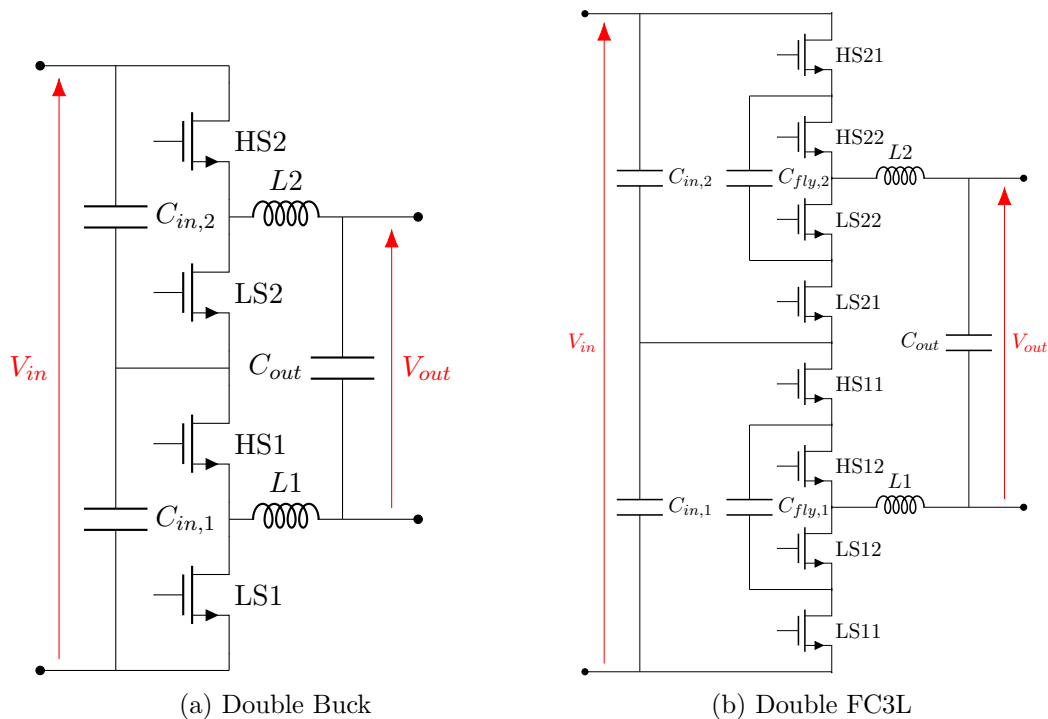 HS2
L2
C_{in,2}
LS2
V_{in}
C_{out}
V_{out}
HS1
L1
C_{in,1}
LS1
(a) Double Buck
HS21
HS22
L2
C_{in,2}
C_{fly,2}
LS22
LS21
V_{in}
C_{out}
V_{out}
HS11
HS12
L1
C_{in,1}
C_{fly,1}
LS12
LS11
(b) Double FC3L